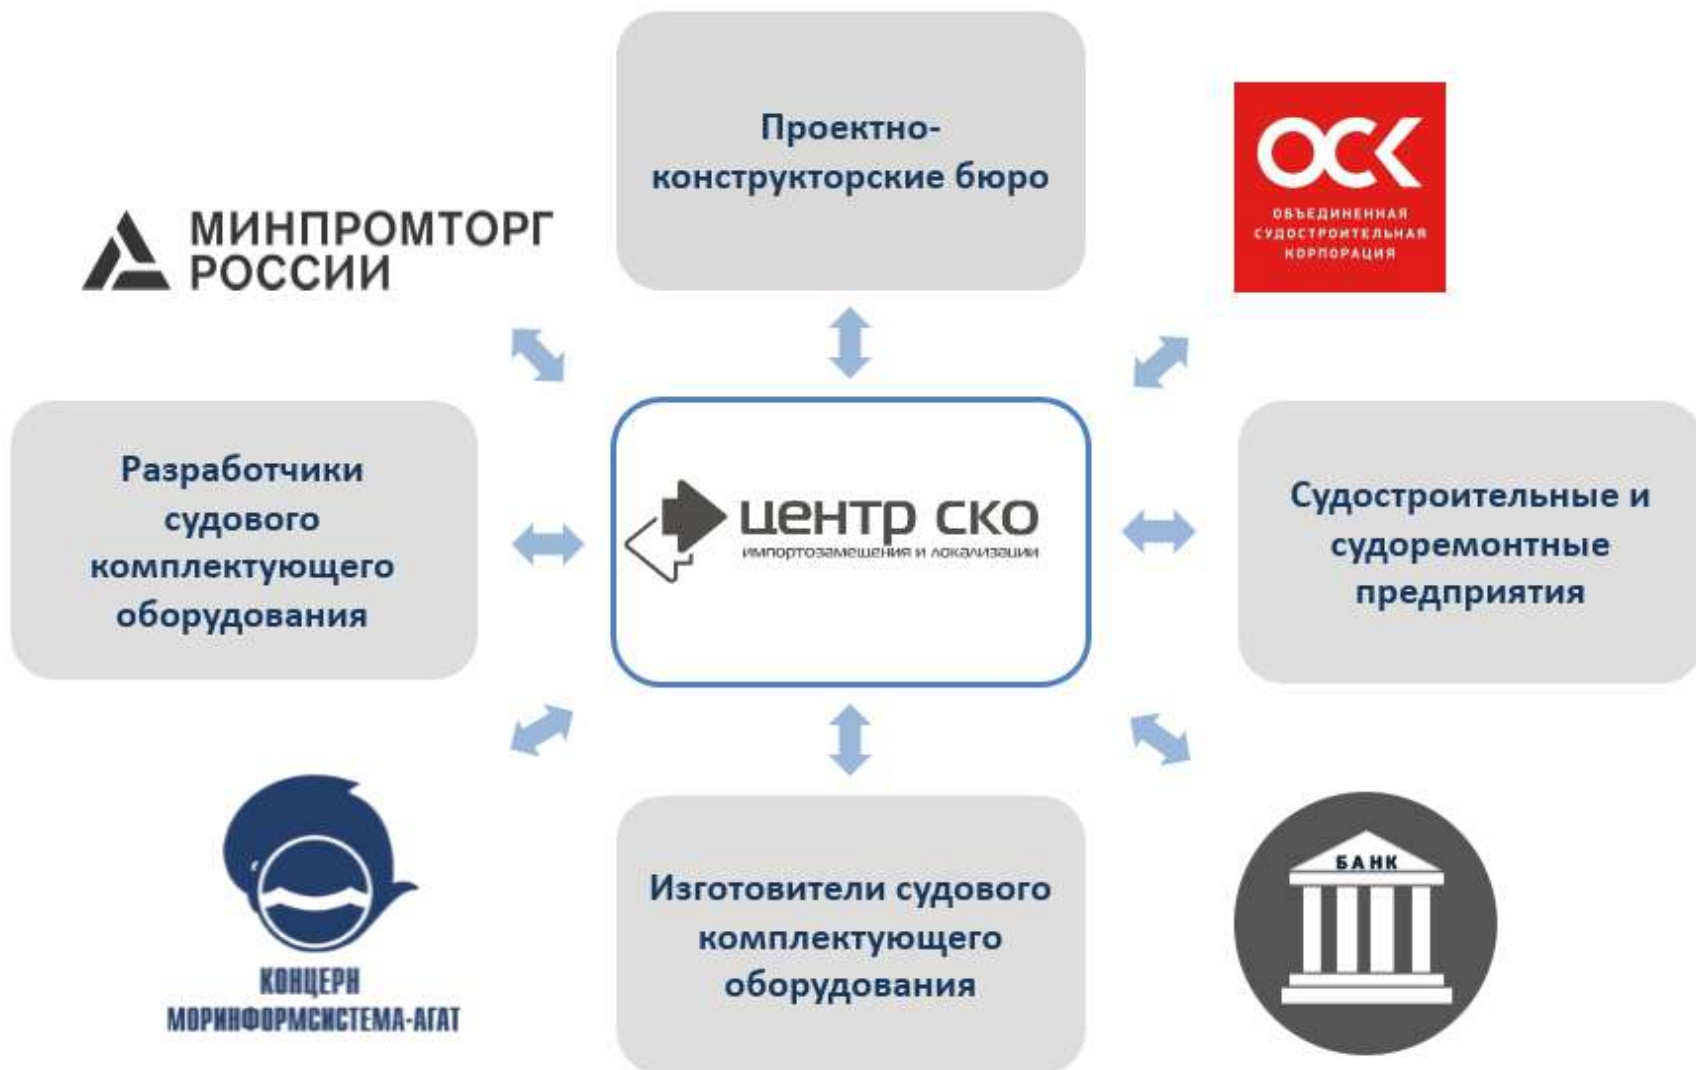 Проектно-
конструкторские бюро
ОСК
ОБЪЕДИНЕННАЯ
СУДОСТРОИТЕЛЬНАЯ
КОРПОРАЦИЯ
МИНПРОМТОРГ
РОССИИ
Разработчики
судового
комплектующего
оборудования
центр ско
импортозамещения и локализации
Судостроительные и
судоремонтные
предприятия
КОНЦЕРН
МОРИНФОРМСИСТЕМА-АГАТ
Изготовители судового
комплектующего
оборудования
БАНК